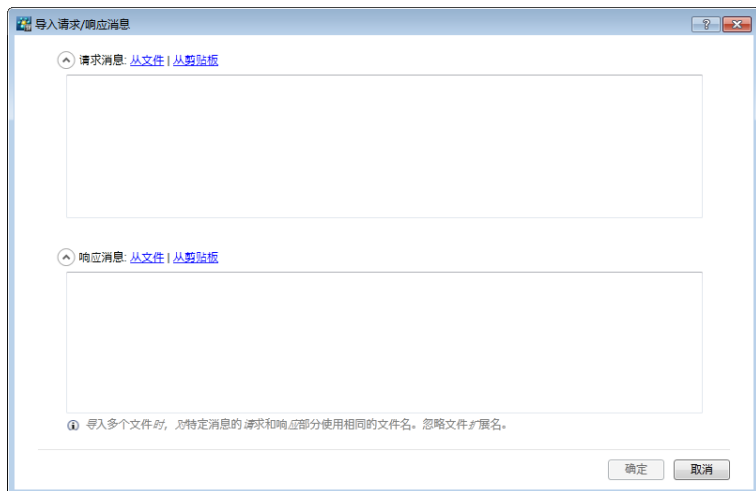 导入请求/响应消息
请求消息: 从文件 | 从剪贴板
响应消息: 从文件 | 从剪贴板
导入多个文件时，为特定消息的请求和响应部分使用相同的文件名。忽略文件扩展名。
确定 取消